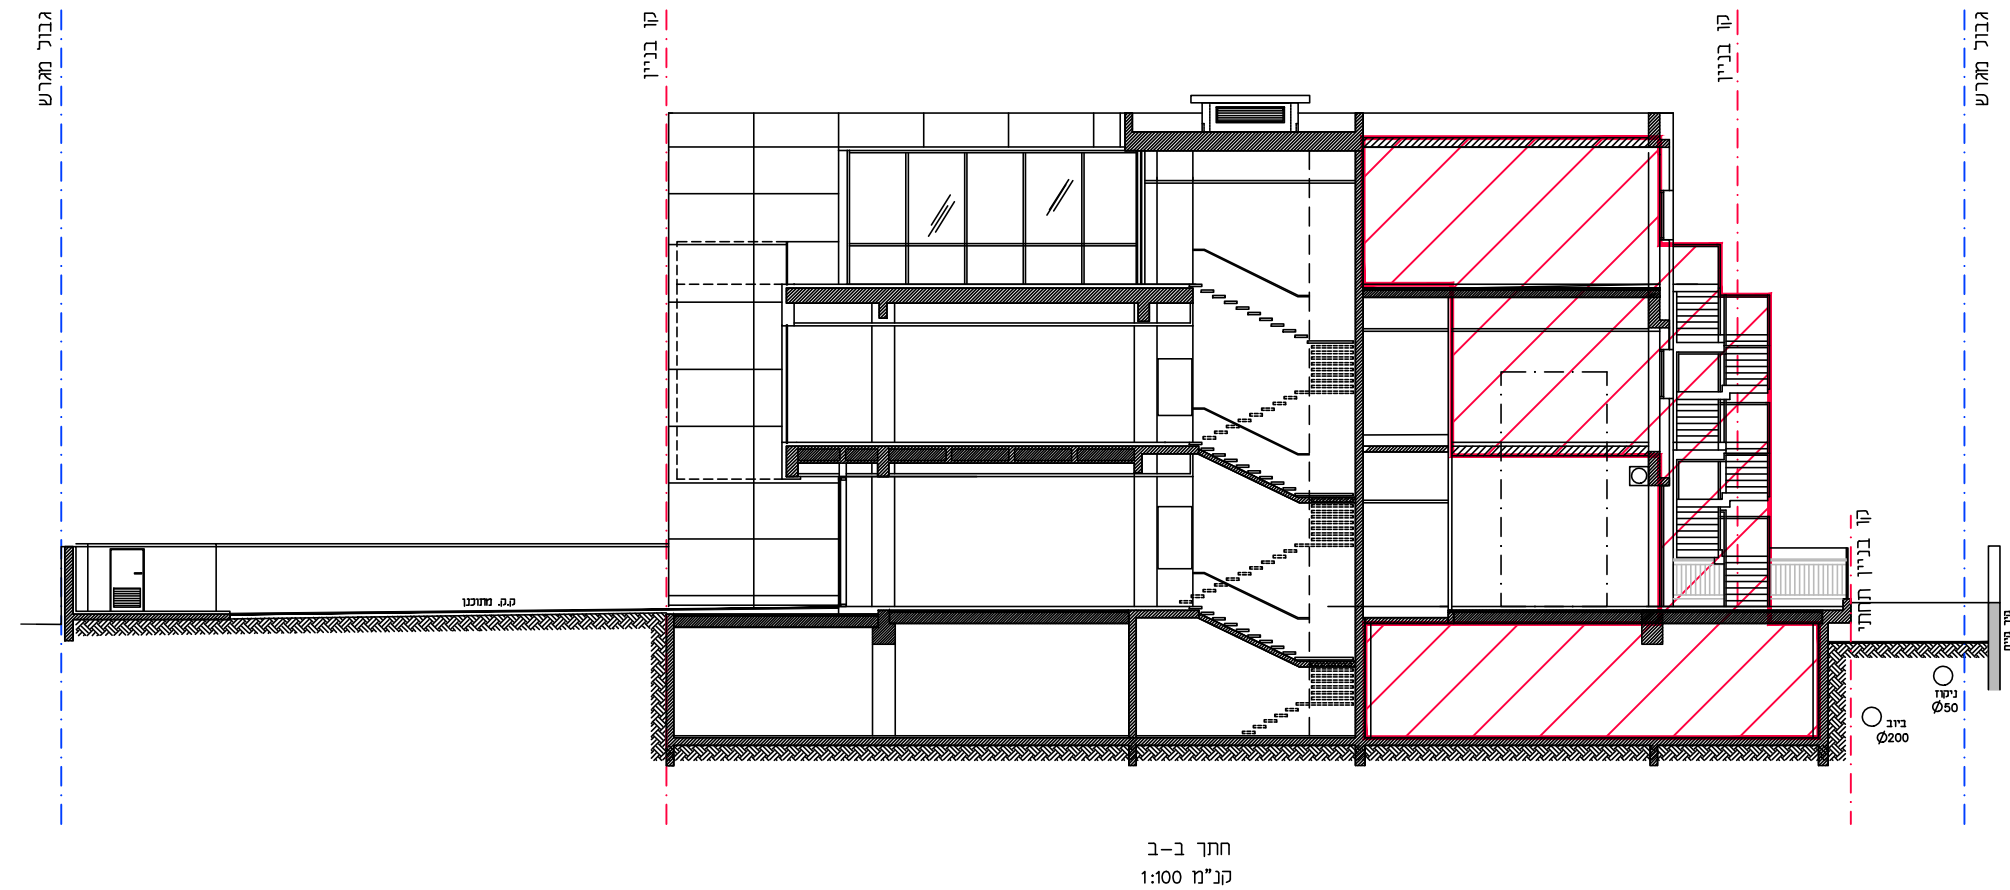 גבול מגרש
קו בניין
קו בניין
גבול מגרש
קו בניין תחתי
ק.ק. מתוכנן
ניקוז
Ø50
ביוב
Ø200
חתך ב-ב
קנ"מ 1:100